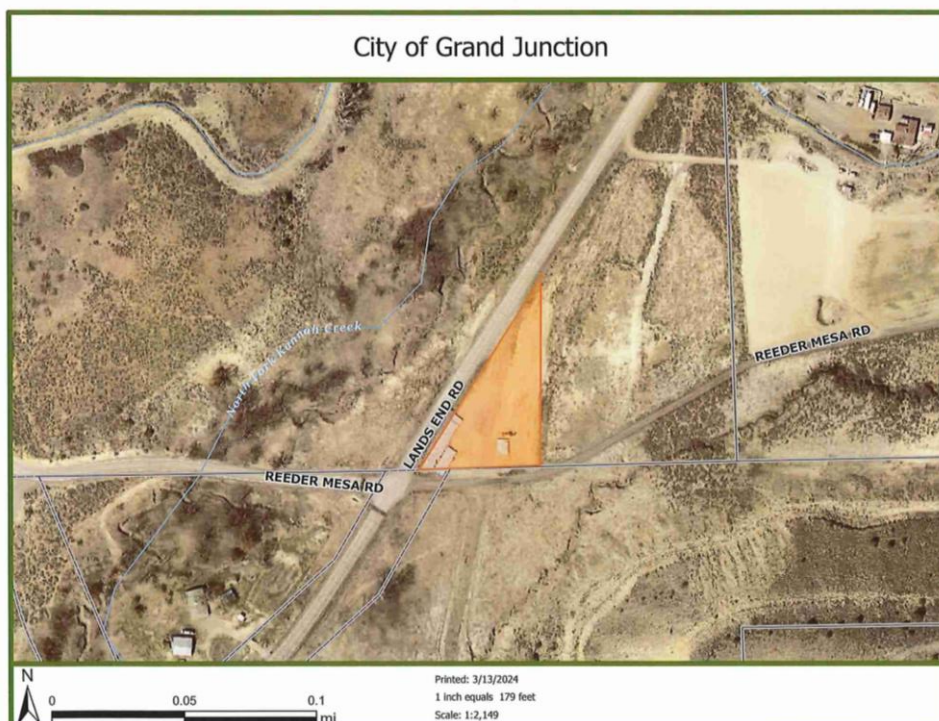 City of Grand Junction
North Fork Kannah Creek
LANDS END RD
REEDER MESA RD
REEDER MESA RD
N
0 0.05 0.1
mi
Printed: 3/13/2024
1 inch equals 179 feet
Scale: 1:2,149